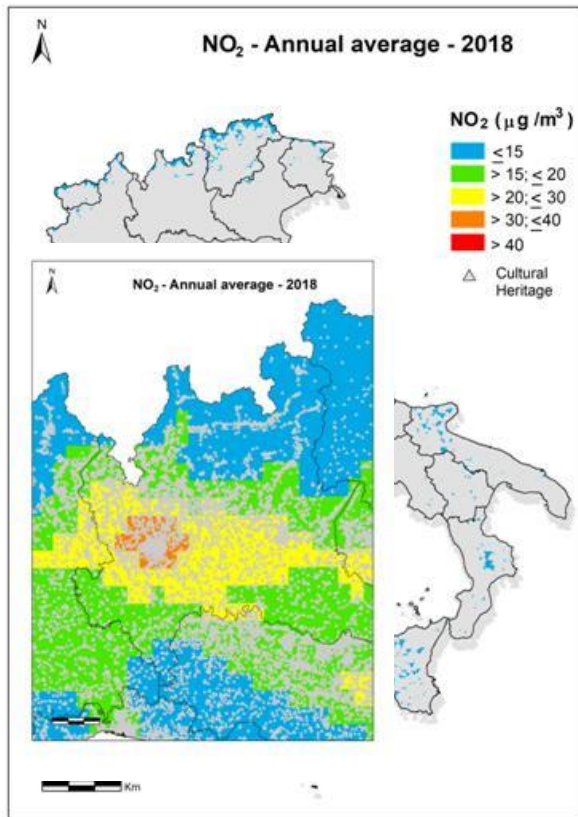 N
NO₂ - Annual average - 2018
NO₂ ( µg /m³)
≤15
> 15; ≤ 20
> 20; ≤ 30
> 30; ≤40
> 40
Cultural
Heritage
N
NO₂ - Annual average - 2018
Km